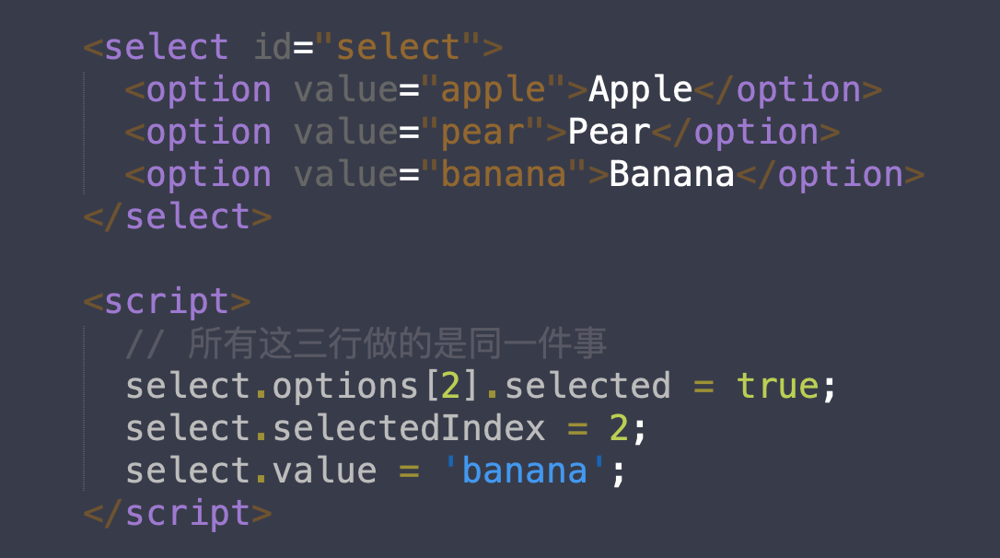 <select id="select">
  <option value="apple">Apple</option>
  <option value="pear">Pear</option>
  <option value="banana">Banana</option>
</select>

<script>
  // 所有这三行做的是同一件事
  select.options[2].selected = true;
  select.selectedIndex = 2;
  select.value = 'banana';
</script>